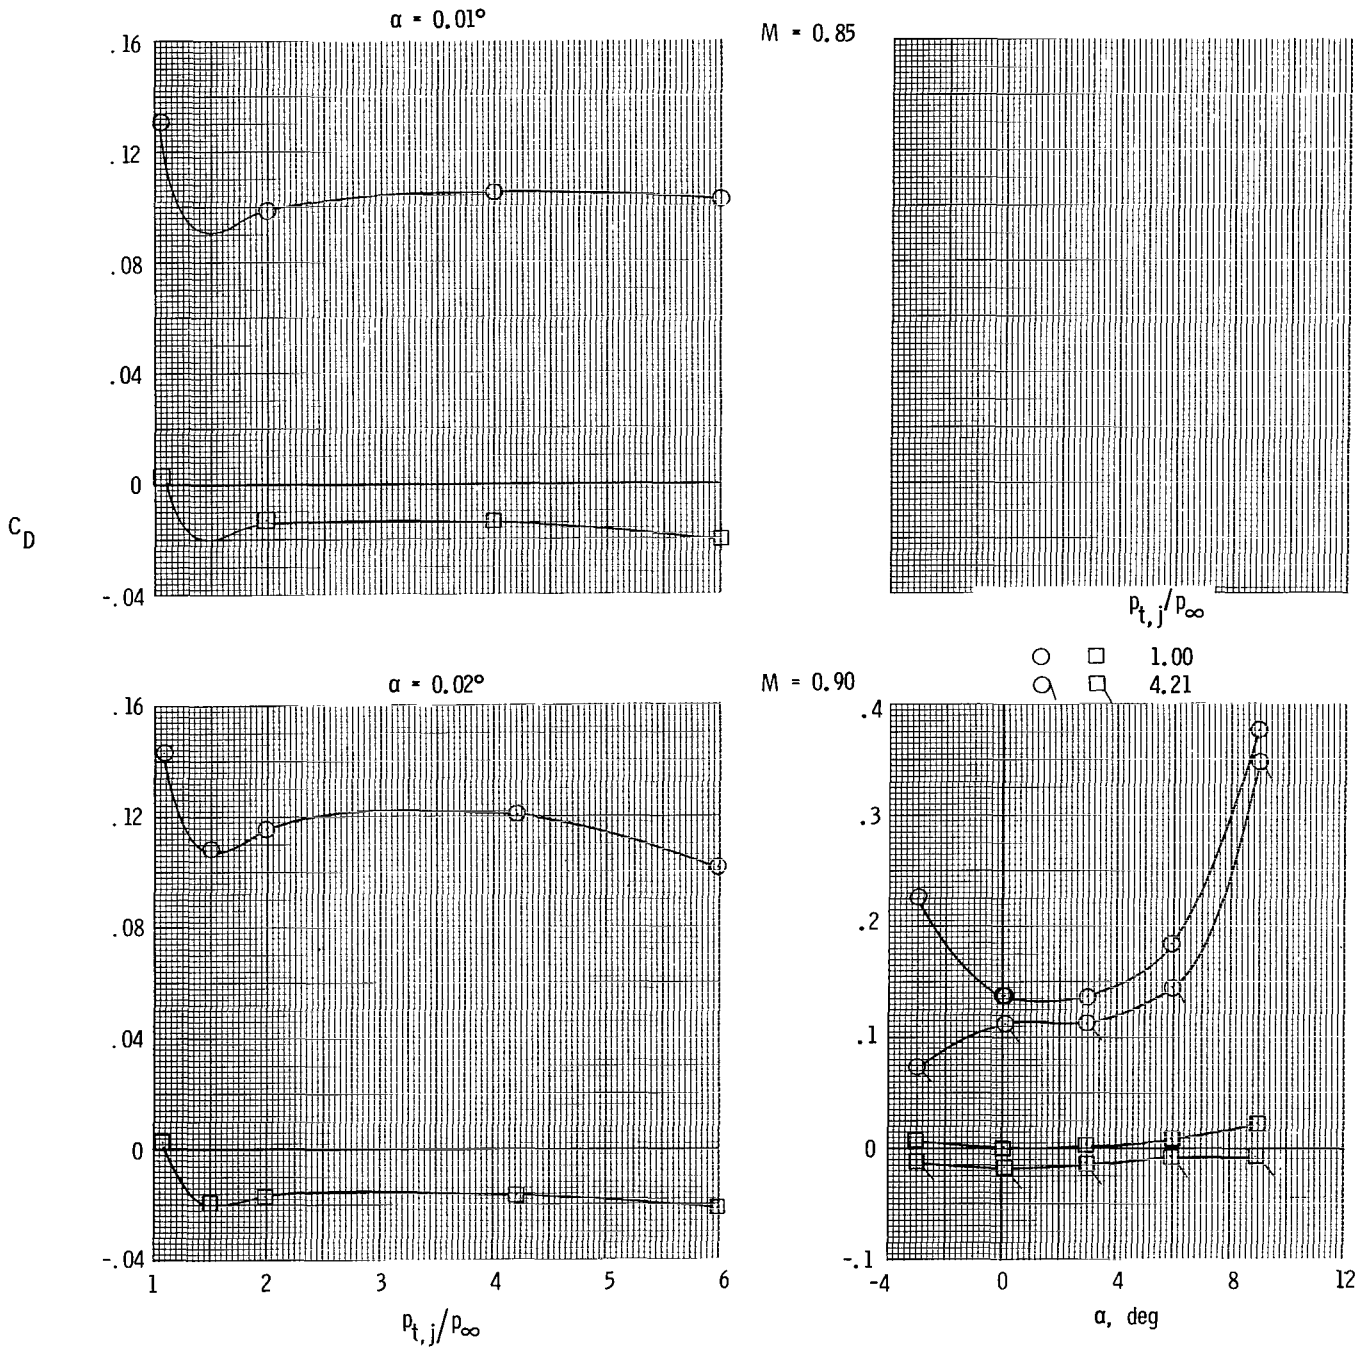 α = 0.01°
M = 0.85
.16
.12
.08
.04
0
-.04
C_D
p_t,j/p_∞
α = 0.02°
M = 0.90
1.00
4.21
.16
.12
.08
.04
0
-.04
1 2 3 4 5 6
p_t,j/p_∞
.4
.3
.2
.1
0
-.1
-4 0 4 8 12
α, deg